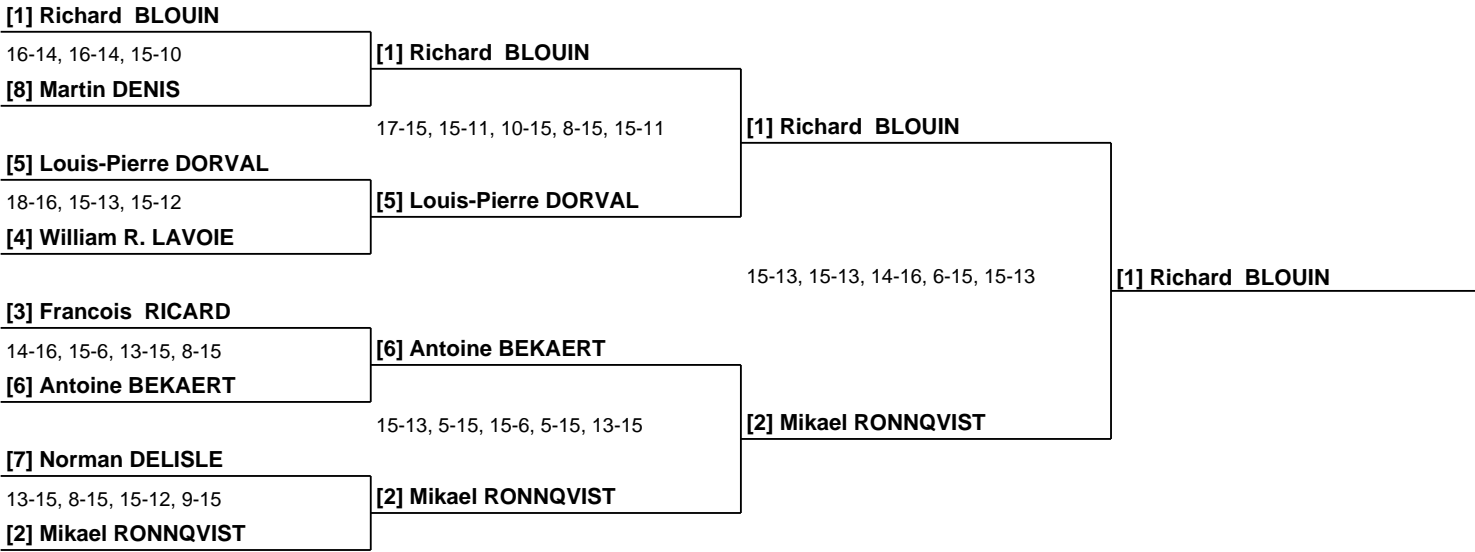 [1] Richard  BLOUIN
16-14, 16-14, 15-10
[1] Richard  BLOUIN
[8] Martin DENIS
17-15, 15-11, 10-15, 8-15, 15-11
[1] Richard  BLOUIN
[5] Louis-Pierre DORVAL
18-16, 15-13, 15-12
[5] Louis-Pierre DORVAL
[4] William R. LAVOIE
15-13, 15-13, 14-16, 6-15, 15-13
[1] Richard  BLOUIN
[3] Francois  RICARD
14-16, 15-6, 13-15, 8-15
[6] Antoine BEKAERT
[6] Antoine BEKAERT
15-13, 5-15, 15-6, 5-15, 13-15
[2] Mikael RONNQVIST
[7] Norman DELISLE
13-15, 8-15, 15-12, 9-15
[2] Mikael RONNQVIST
[2] Mikael RONNQVIST